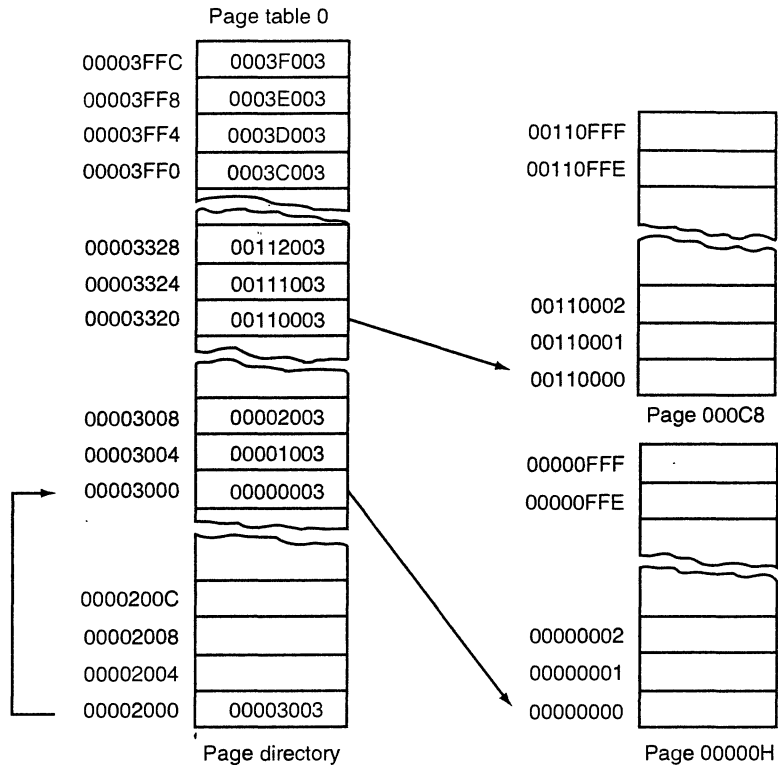 Page table 0
00003FFC 0003F003
00003FF8 0003E003
00003FF4 0003D003
00003FF0 0003C003
00003328 00112003
00003324 00111003
00003320 00110003
00003008 00002003
00003004 00001003
00003000 00000003
0000200C
00002008
00002004
00002000 00003003
Page directory
00110FFF
00110FFE
00110002
00110001
00110000
Page 000C8
00000FFF
00000FFE
00000002
00000001
00000000
Page 00000H